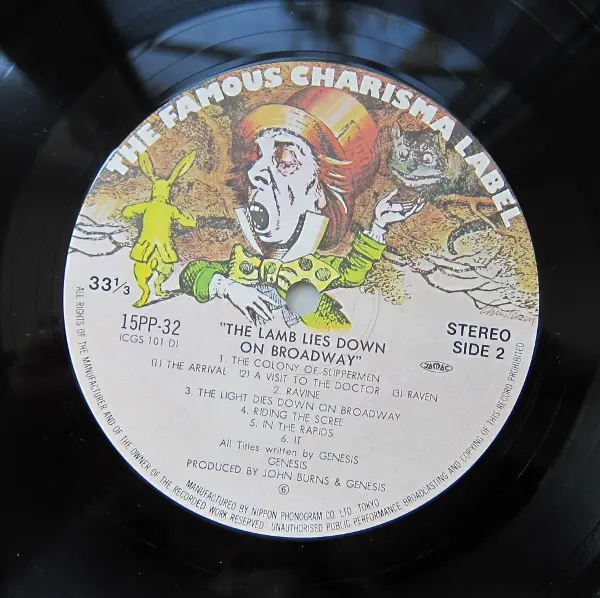 THE FAMOUS CHARISMA LABEL
33⅓
15PP-32
(CGS 101 D)
STEREO
SIDE 2
"THE LAMB LIES DOWN
ON BROADWAY"
1. THE COLONY OF SLIPPERMEN
(1) THE ARRIVAL (2) A VISIT TO THE DOCTOR (3) RAVEN
2. RAVINE
3. THE LIGHT DIES DOWN ON BROADWAY
4. RIDING THE SCREE
5. IN THE RAPIDS
6. IT
All Titles written by GENESIS
GENESIS
PRODUCED BY JOHN BURNS & GENESIS
6
JASRAC
MANUFACTURED BY NIPPON PHONOGRAM CO. LTD. TOKYO.
ALL RIGHTS OF THE MANUFACTURER AND OF THE OWNER OF THE RECORDED WORK RESERVED · UNAUTHORISED PUBLIC PERFORMANCE BROADCASTING AND COPYING OF THIS RECORD PROHIBITED